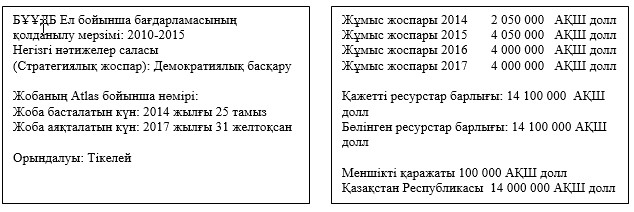 БҰҰДБ Ел бойынша бағдарламасының
қолданылу мерзімі: 2010-2015
Негізгі нәтижелер саласы
(Стратегиялық жоспар): Демократиялық басқару
Жобаның Atlas бойынша нөмірі:
Жоба басталатын күн: 2014 жылғы 25 тамыз
Жоба аяқталатын күн: 2017 жылғы 31 желтоқсан
Орындалуы: Тікелей
Жұмыс жоспары 2014 2 050 000 АҚШ долл
Жұмыс жоспары 2015 4 050 000 АҚШ долл
Жұмыс жоспары 2016 4 000 000 АҚШ долл
Жұмыс жоспары 2017 4 000 000 АҚШ долл
Қажетті ресурстар барлығы: 14 100 000 АҚШ
долл
Бөлінген ресурстар барлығы: 14 100 000 АҚШ
долл
Меншікті қаражаты 100 000 АҚШ долл
Қазақстан Республикасы 14 000 000 АҚШ долл